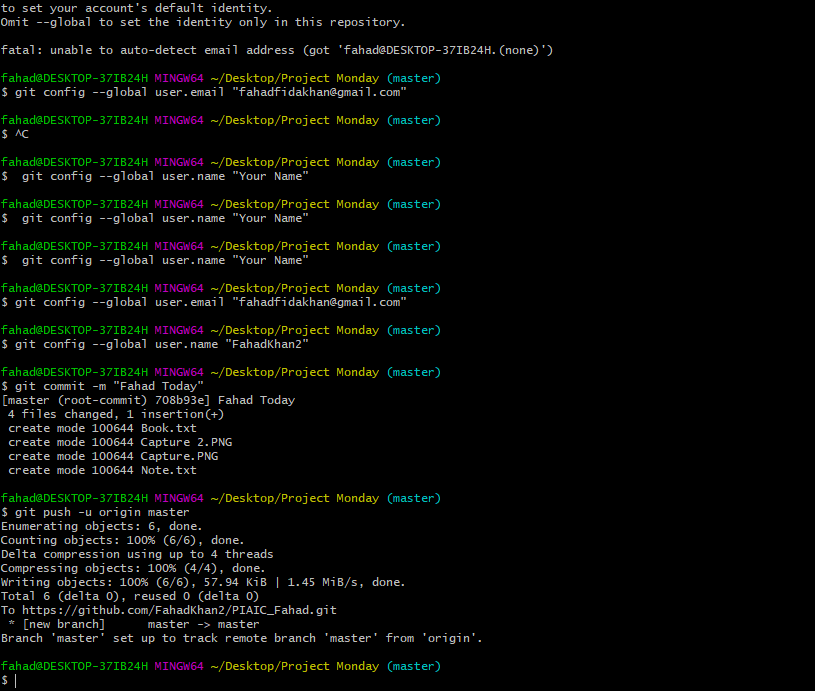 to set your account's default identity.
Omit --global to set the identity only in this repository.
fatal: unable to auto-detect email address (got 'fahad@DESKTOP-37IB24H.(none)')
fahad@DESKTOP-37IB24H MINGW64 ~/Desktop/Project Monday (master)
$ git config --global user.email "fahadfidakhan@gmail.com"
fahad@DESKTOP-37IB24H MINGW64 ~/Desktop/Project Monday (master)
$ ^C
fahad@DESKTOP-37IB24H MINGW64 ~/Desktop/Project Monday (master)
$  git config --global user.name "Your Name"
fahad@DESKTOP-37IB24H MINGW64 ~/Desktop/Project Monday (master)
$  git config --global user.name "Your Name"
fahad@DESKTOP-37IB24H MINGW64 ~/Desktop/Project Monday (master)
$  git config --global user.name "Your Name"
fahad@DESKTOP-37IB24H MINGW64 ~/Desktop/Project Monday (master)
$ git config --global user.email "fahadfidakhan@gmail.com"
fahad@DESKTOP-37IB24H MINGW64 ~/Desktop/Project Monday (master)
$ git config --global user.name "FahadKhan2"
fahad@DESKTOP-37IB24H MINGW64 ~/Desktop/Project Monday (master)
$ git commit -m "Fahad Today"
[master (root-commit) 708b93e] Fahad Today
 4 files changed, 1 insertion(+)
 create mode 100644 Book.txt
 create mode 100644 Capture 2.PNG
 create mode 100644 Capture.PNG
 create mode 100644 Note.txt
fahad@DESKTOP-37IB24H MINGW64 ~/Desktop/Project Monday (master)
$ git push -u origin master
Enumerating objects: 6, done.
Counting objects: 100% (6/6), done.
Delta compression using up to 4 threads
Compressing objects: 100% (4/4), done.
Writing objects: 100% (6/6), 57.94 KiB | 1.45 MiB/s, done.
Total 6 (delta 0), reused 0 (delta 0)
To https://github.com/FahadKhan2/PIAIC_Fahad.git
 * [new branch]      master -> master
Branch 'master' set up to track remote branch 'master' from 'origin'.
fahad@DESKTOP-37IB24H MINGW64 ~/Desktop/Project Monday (master)
$